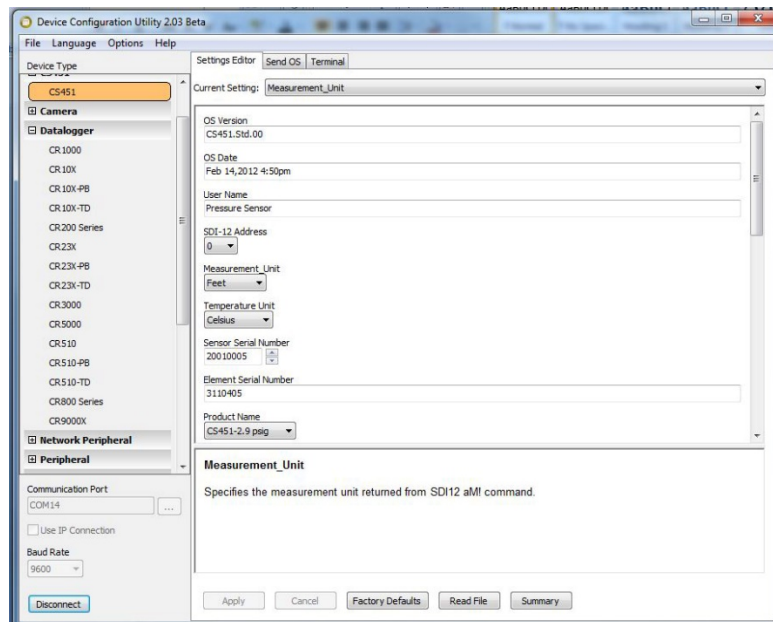 Device Configuration Utility 2.03 Beta
File Language Options Help
Device Type
CS451
Camera
Datalogger
CR1000
CR10X
CR10X-PB
CR10X-TD
CR200 Series
CR23X
CR23X-PB
CR23X-TD
CR3000
CR5000
CR510
CR510-PB
CR510-TD
CR800 Series
CR9000X
Network Peripheral
Peripheral
Communication Port
COM14
...
Use IP Connection
Baud Rate
9600
Disconnect
Settings Editor Send OS Terminal
Current Setting: Measurement_Unit
OS Version
CS451.Std.00
OS Date
Feb 14,2012 4:50pm
User Name
Pressure Sensor
SDI-12 Address
0
Measurement_Unit
Feet
Temperature Unit
Celsius
Sensor Serial Number
20010005
Element Serial Number
3110405
Product Name
CS451-2.9 psig
Measurement_Unit
Specifies the measurement unit returned from SDI12 aM! command.
Apply Cancel Factory Defaults Read File Summary